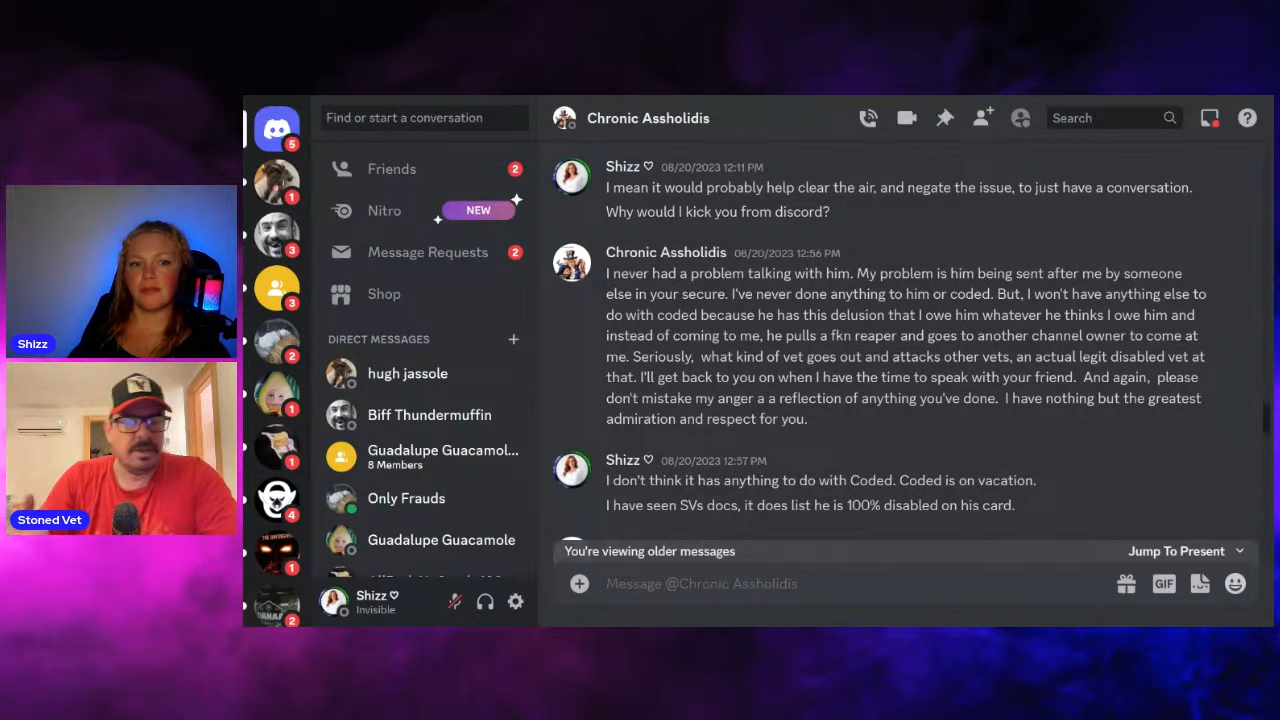 Find or start a conversation
Chronic Assholidis
Search
5
1
3
3
2
1
1
4
1
2
Friends
2
Nitro
NEW
Message Requests
2
Shop
DIRECT MESSAGES
hugh jassole
Biff Thundermuffin
Guadalupe Guacamol...
8 Members
Only Frauds
Guadalupe Guacamole
Shizz ♡
Invisible
Shizz ♡ 08/20/2023 12:11 PM
I mean it would probably help clear the air, and negate the issue, to just have a conversation.
Why would I kick you from discord?
Chronic Assholidis 08/20/2023 12:56 PM
I never had a problem talking with him. My problem is him being sent after me by someone
else in your secure. I've never done anything to him or coded. But, I won't have anything else to
do with coded because he has this delusion that I owe him whatever he thinks I owe him and
instead of coming to me, he pulls a fkn reaper and goes to another channel owner to come at
me. Seriously, what kind of vet goes out and attacks other vets, an actual legit disabled vet at
that. I'll get back to you on when I have the time to speak with your friend. And again, please
don't mistake my anger a a reflection of anything you've done. I have nothing but the greatest
admiration and respect for you.
Shizz ♡ 08/20/2023 12:57 PM
I don't think it has anything to do with Coded. Coded is on vacation.
I have seen SVs docs, it does list he is 100% disabled on his card.
You're viewing older messages
Jump To Present
Message @Chronic Assholidis
GIF
Shizz
Stoned Vet